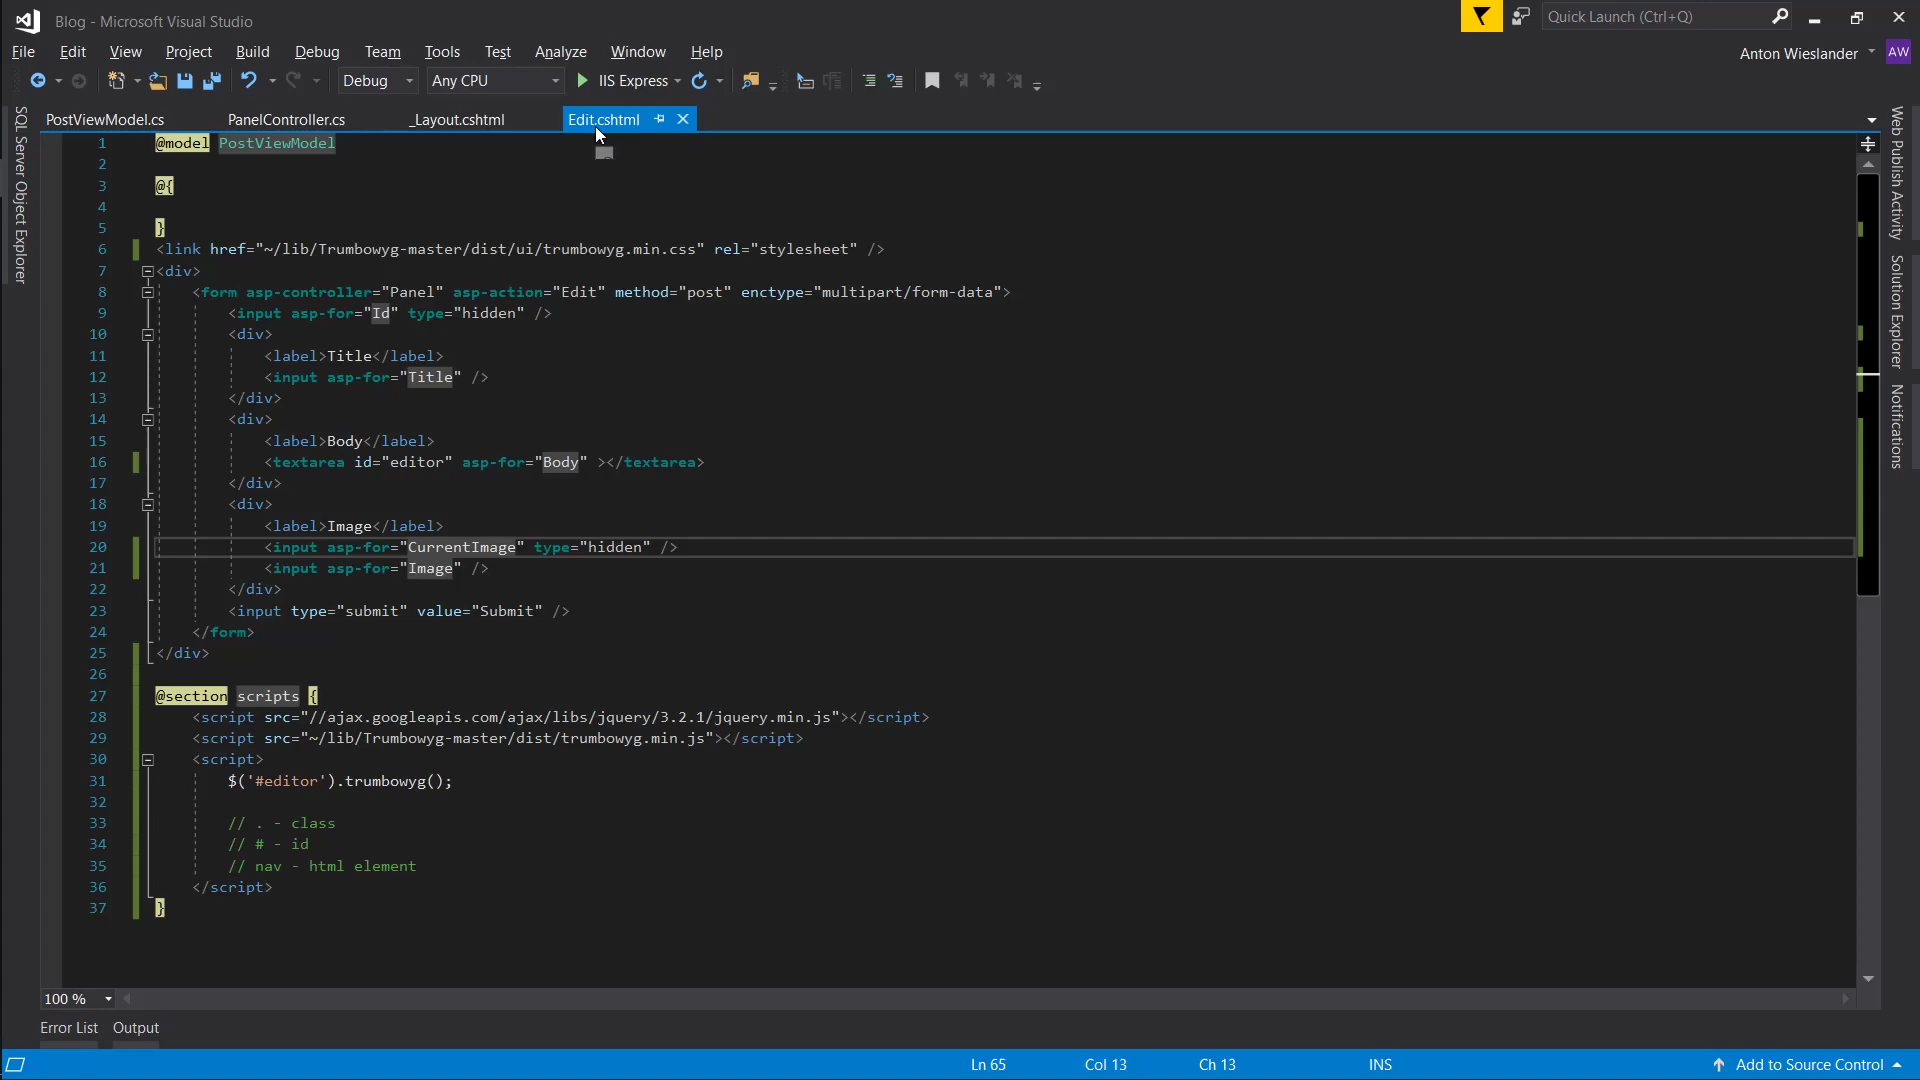 Blog - Microsoft Visual Studio
Quick Launch (Ctrl+Q)
File Edit View Project Build Debug Team Tools Test Analyze Window Help
Anton Wieslander AW
Debug Any CPU IIS Express
PostViewModel.cs PanelController.cs _Layout.cshtml Edit.cshtml
SQL Server Object Explorer
1 @model PostViewModel
2
3 @{
4
5 }
6 <link href="~/lib/Trumbowyg-master/dist/ui/trumbowyg.min.css" rel="stylesheet" />
7 <div>
8 <form asp-controller="Panel" asp-action="Edit" method="post" enctype="multipart/form-data">
9 <input asp-for="Id" type="hidden" />
10 <div>
11 <label>Title</label>
12 <input asp-for="Title" />
13 </div>
14 <div>
15 <label>Body</label>
16 <textarea id="editor" asp-for="Body" ></textarea>
17 </div>
18 <div>
19 <label>Image</label>
20 <input asp-for="CurrentImage" type="hidden" />
21 <input asp-for="Image" />
22 </div>
23 <input type="submit" value="Submit" />
24 </form>
25 </div>
26
27 @section scripts {
28 <script src="//ajax.googleapis.com/ajax/libs/jquery/3.2.1/jquery.min.js"></script>
29 <script src="~/lib/Trumbowyg-master/dist/trumbowyg.min.js"></script>
30 <script>
31 $('#editor').trumbowyg();
32
33 // . - class
34 // # - id
35 // nav - html element
36 </script>
37 }
Web Publish Activity
Solution Explorer
Notifications
100 %
Error List Output
Ln 65 Col 13 Ch 13 INS Add to Source Control